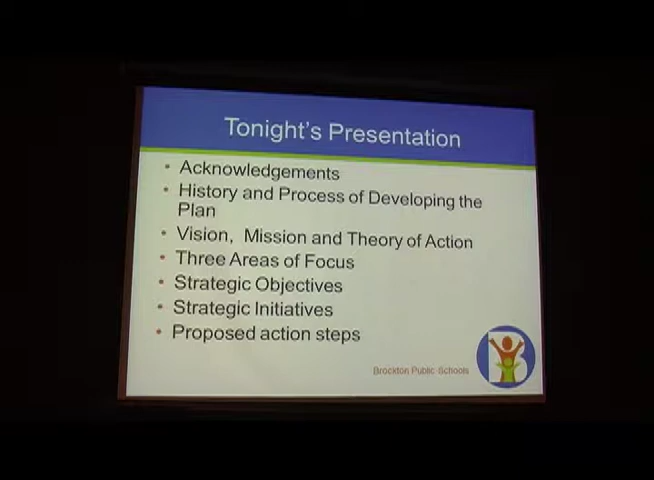 Tonight's Presentation
• Acknowledgements
• History and Process of Developing the
Plan
• Vision, Mission and Theory of Action
• Three Areas of Focus
• Strategic Objectives
• Strategic Initiatives
• Proposed action steps
Brockton Public Schools
B